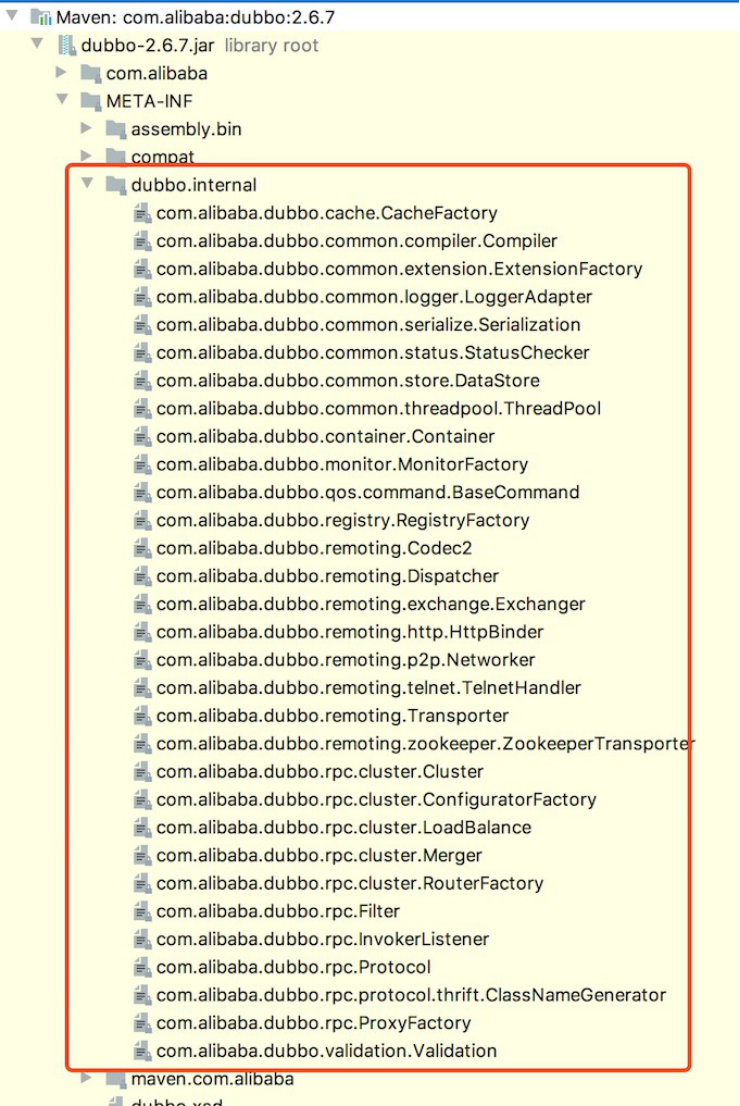 Maven: com.alibaba:dubbo:2.6.7
dubbo-2.6.7.jar library root
com.alibaba
META-INF
assembly.bin
compat
dubbo.internal
com.alibaba.dubbo.cache.CacheFactory
com.alibaba.dubbo.common.compiler.Compiler
com.alibaba.dubbo.common.extension.ExtensionFactory
com.alibaba.dubbo.common.logger.LoggerAdapter
com.alibaba.dubbo.common.serialize.Serialization
com.alibaba.dubbo.common.status.StatusChecker
com.alibaba.dubbo.common.store.DataStore
com.alibaba.dubbo.common.threadpool.ThreadPool
com.alibaba.dubbo.container.Container
com.alibaba.dubbo.monitor.MonitorFactory
com.alibaba.dubbo.qos.command.BaseCommand
com.alibaba.dubbo.registry.RegistryFactory
com.alibaba.dubbo.remoting.Codec2
com.alibaba.dubbo.remoting.Dispatcher
com.alibaba.dubbo.remoting.exchange.Exchanger
com.alibaba.dubbo.remoting.http.HttpBinder
com.alibaba.dubbo.remoting.p2p.Networker
com.alibaba.dubbo.remoting.telnet.TelnetHandler
com.alibaba.dubbo.remoting.Transporter
com.alibaba.dubbo.remoting.zookeeper.ZookeeperTransporter
com.alibaba.dubbo.rpc.cluster.Cluster
com.alibaba.dubbo.rpc.cluster.ConfiguratorFactory
com.alibaba.dubbo.rpc.cluster.LoadBalance
com.alibaba.dubbo.rpc.cluster.Merger
com.alibaba.dubbo.rpc.cluster.RouterFactory
com.alibaba.dubbo.rpc.Filter
com.alibaba.dubbo.rpc.InvokerListener
com.alibaba.dubbo.rpc.Protocol
com.alibaba.dubbo.rpc.protocol.thrift.ClassNameGenerator
com.alibaba.dubbo.rpc.ProxyFactory
com.alibaba.dubbo.validation.Validation
maven.com.alibaba
dubbo.xsd